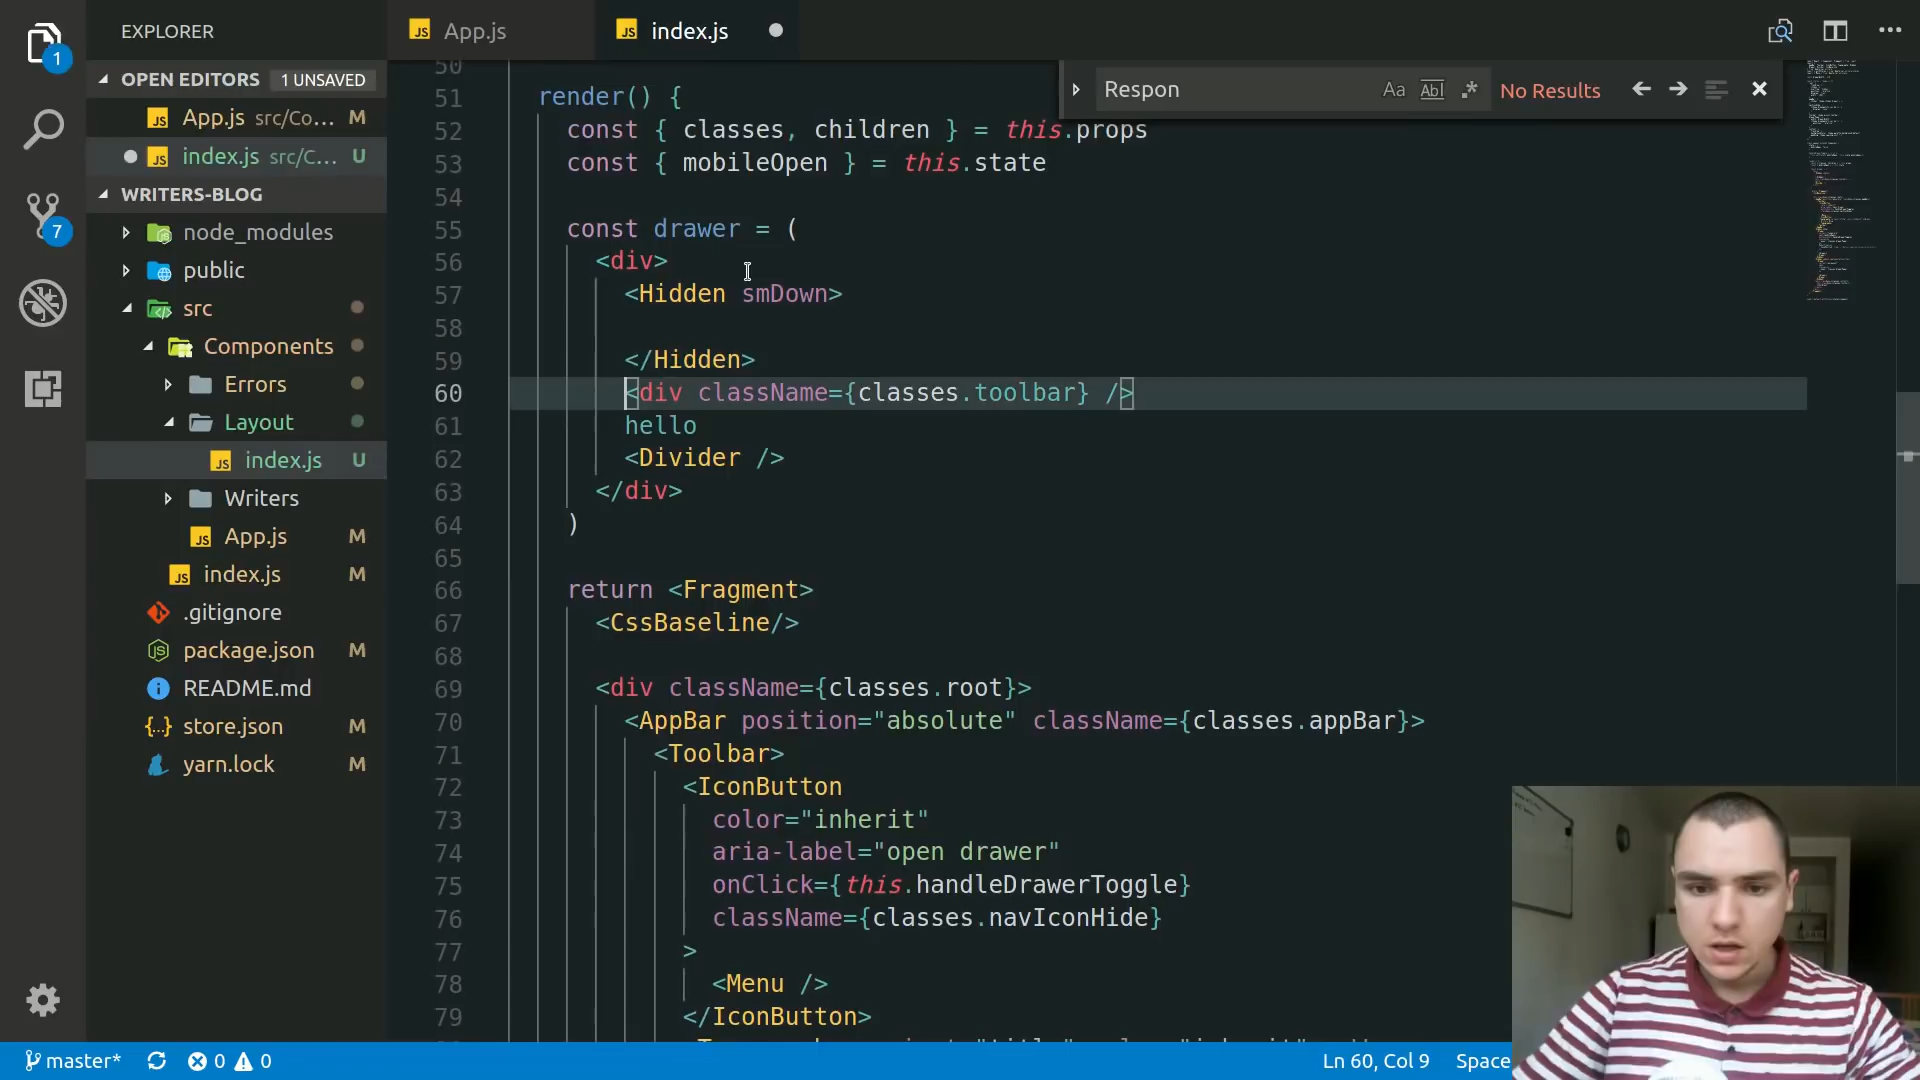 EXPLORER
App.js
index.js
OPEN EDITORS 1 UNSAVED
App.js src/Co... M
index.js src/C... U
WRITERS-BLOG
node_modules
public
src
Components
Errors
Layout
index.js U
Writers
App.js M
index.js M
.gitignore
package.json M
README.md
store.json M
yarn.lock M
1
7
Respon
Aa Abl .* No Results
50
51 render() {
52 const { classes, children } = this.props
53 const { mobileOpen } = this.state
54
55 const drawer = (
56 <div>
57 <Hidden smDown>
58
59 </Hidden>
60 <div className={classes.toolbar} />
61 hello
62 <Divider />
63 </div>
64 )
65
66 return <Fragment>
67 <CssBaseline/>
68
69 <div className={classes.root}>
70 <AppBar position="absolute" className={classes.appBar}>
71 <Toolbar>
72 <IconButton
73 color="inherit"
74 aria-label="open drawer"
75 onClick={this.handleDrawerToggle}
76 className={classes.navIconHide}
77 >
78 <Menu />
79 </IconButton>
master* 0 0
Ln 60, Col 9 Space